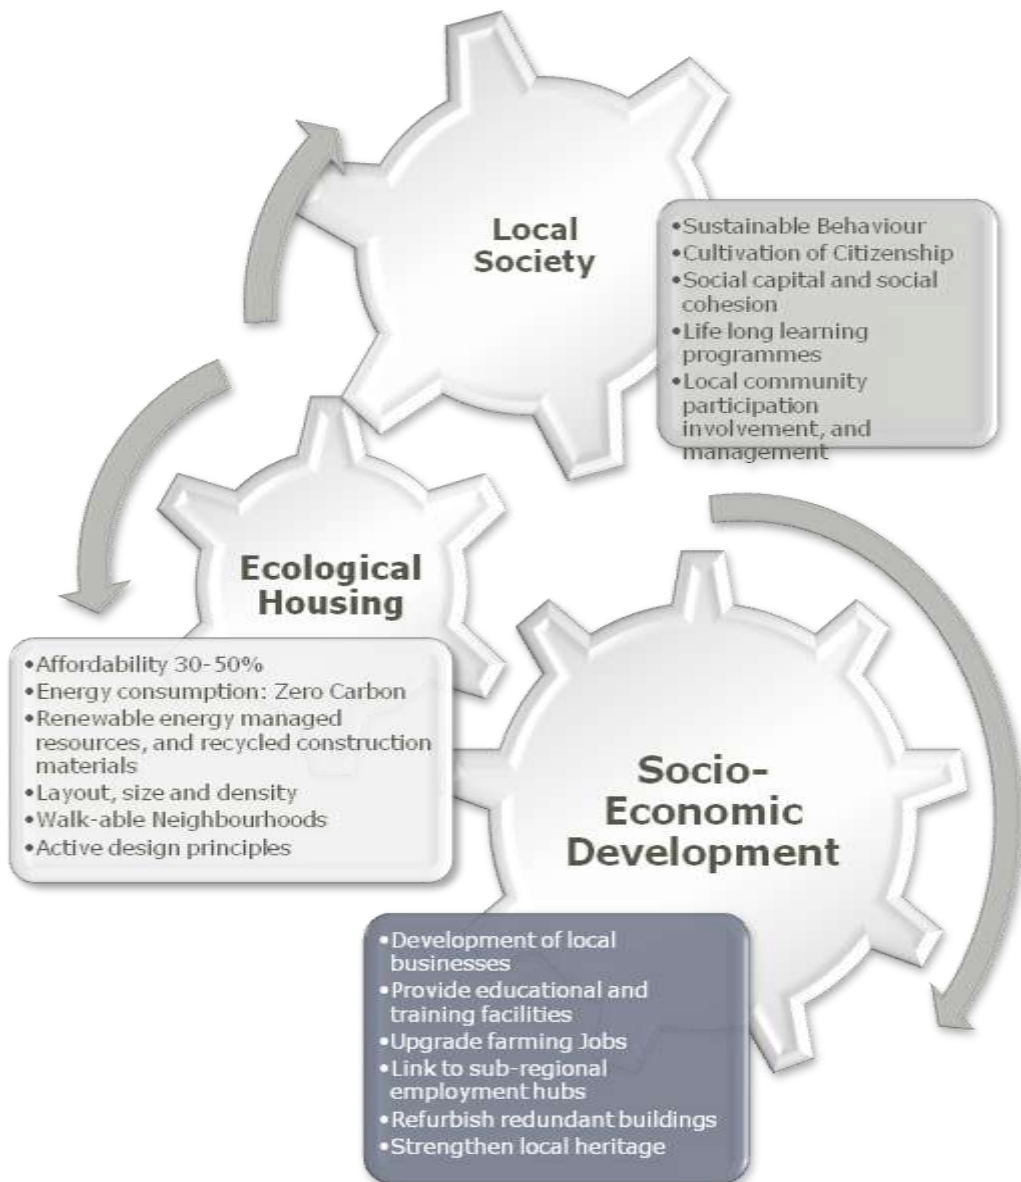 Local
Society
•Sustainable Behaviour
•Cultivation of Citizenship
•Social capital and social
cohesion
•Life long learning
programmes
•Local community
participation
involvement, and
management
Ecological
Housing
•Affordability 30-50%
•Energy consumption: Zero Carbon
•Renewable energy managed
resources, and recycled construction
materials
•Layout, size and density
•Walk-able Neighbourhoods
•Active design principles
Socio-
Economic
Development
•Development of local
businesses
•Provide educational and
training facilities
•Upgrade farming Jobs
•Link to sub-regional
employment hubs
•Refurbish redundant buildings
•Strengthen local heritage